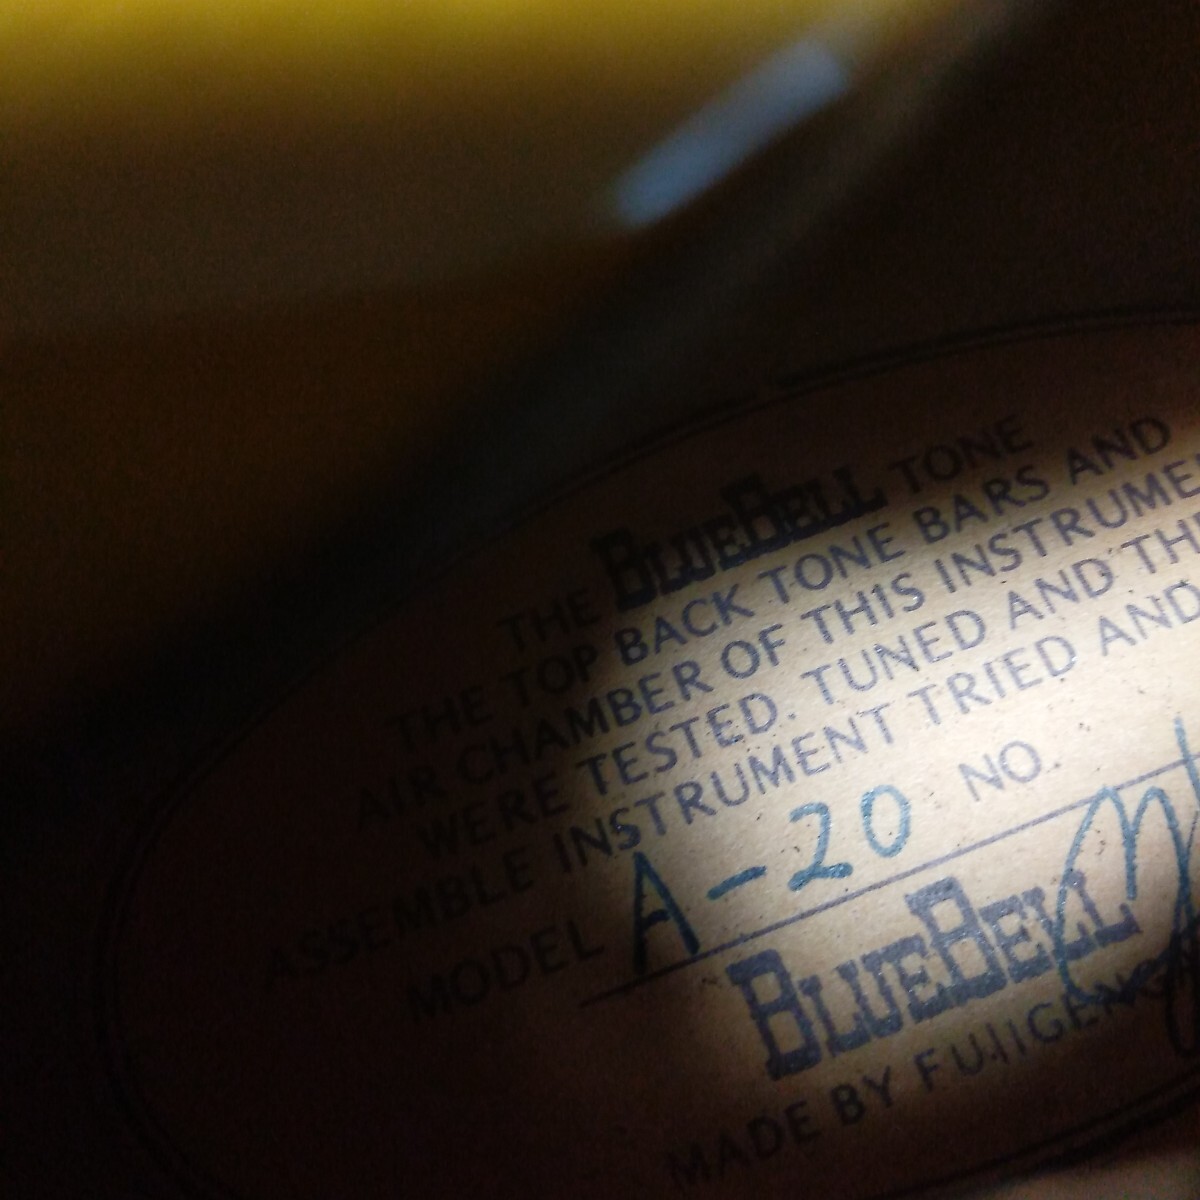 THE BLUEBELL TONE
THE TOP BACK TONE BARS AND
AIR CHAMBER OF THIS INSTRUMEN
WERE TESTED. TUNED AND TH
ASSEMBLE INSTRUMENT TRIED AND
MODEL A-20 NO.
BLUEBELL
MADE BY FUJIGEN